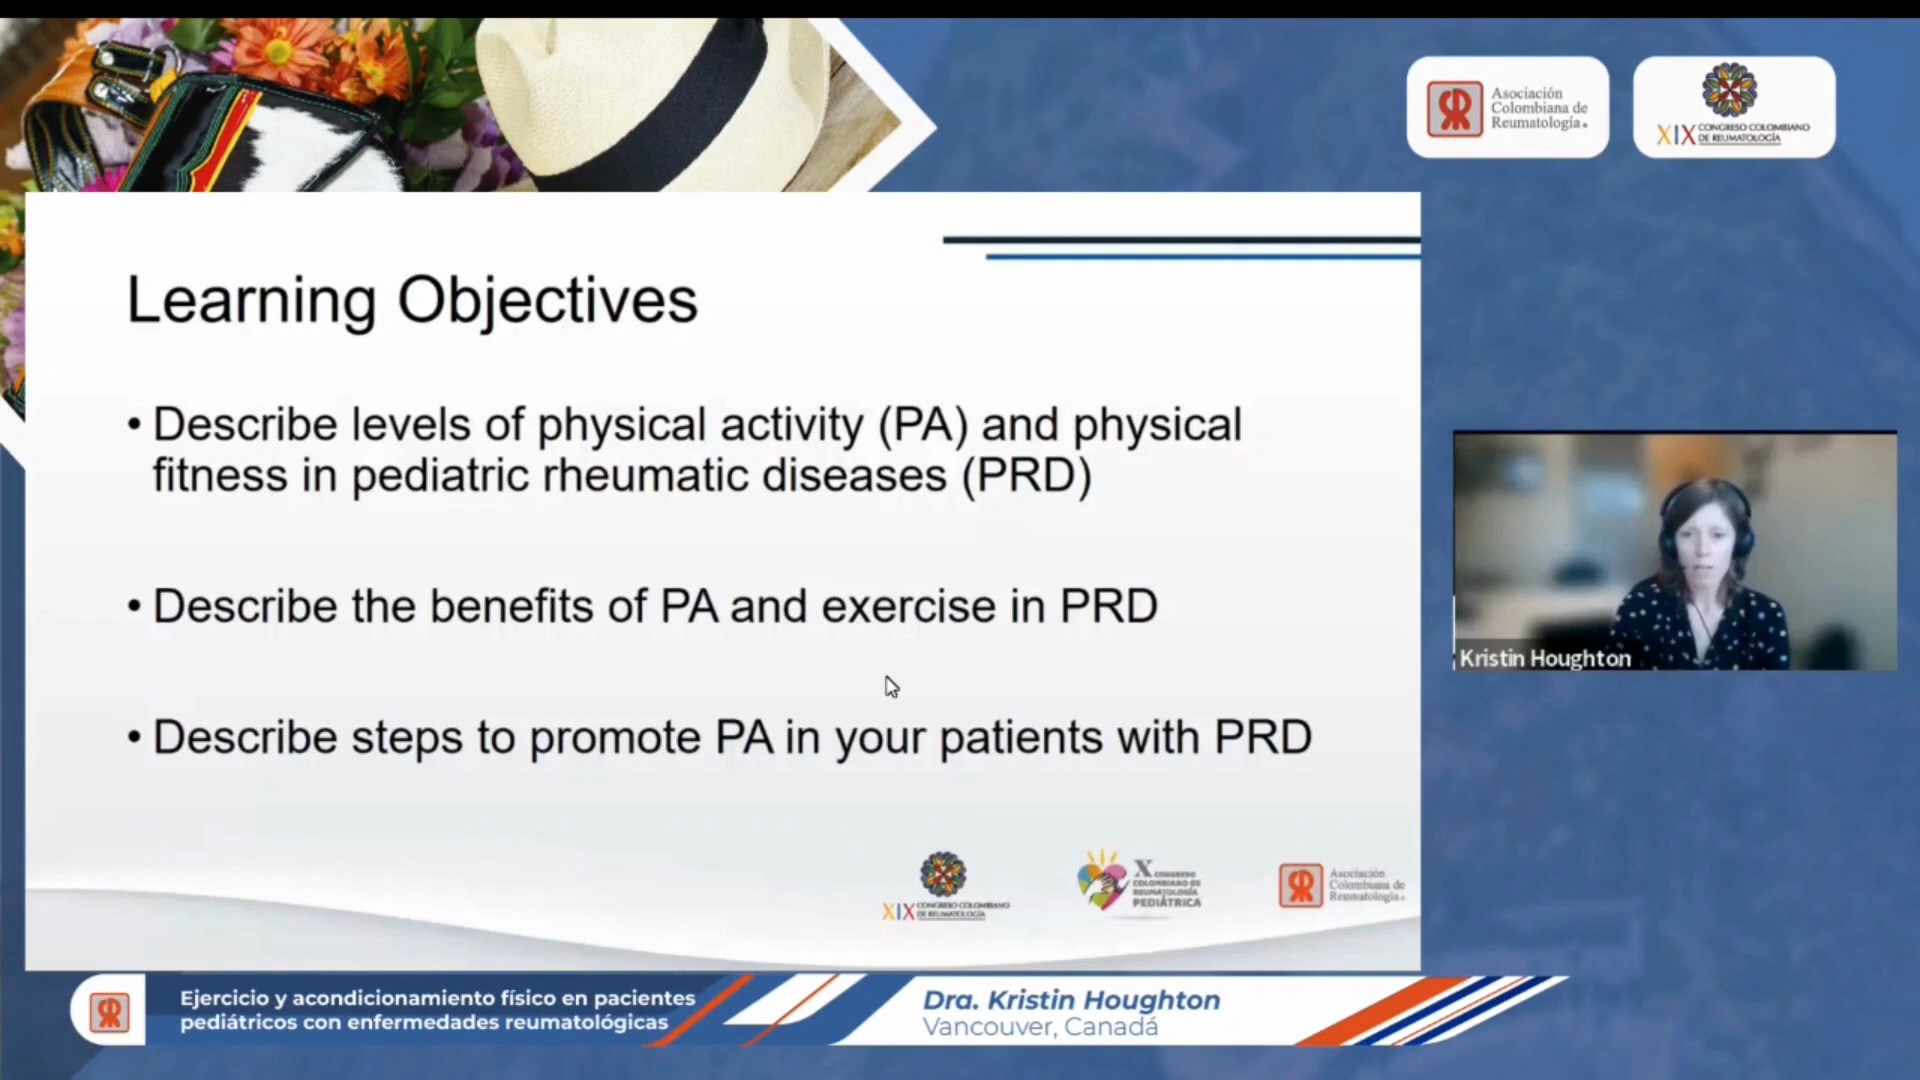 Asociación
Colombiana de
Reumatología.
XIX CONGRESO COLOMBIANO
DE REUMATOLOGÍA
Learning Objectives
• Describe levels of physical activity (PA) and physical
fitness in pediatric rheumatic diseases (PRD)
• Describe the benefits of PA and exercise in PRD
• Describe steps to promote PA in your patients with PRD
Kristin Houghton
XIX CONGRESO COLOMBIANO
DE REUMATOLOGÍA
X CONGRESO
COLOMBIANO DE
REUMATOLOGÍA
PEDIÁTRICA
Asociación
Colombiana de
Reumatología.
Ejercicio y acondicionamiento físico en pacientes
pediátricos con enfermedades reumatológicas
Dra. Kristin Houghton
Vancouver, Canadá